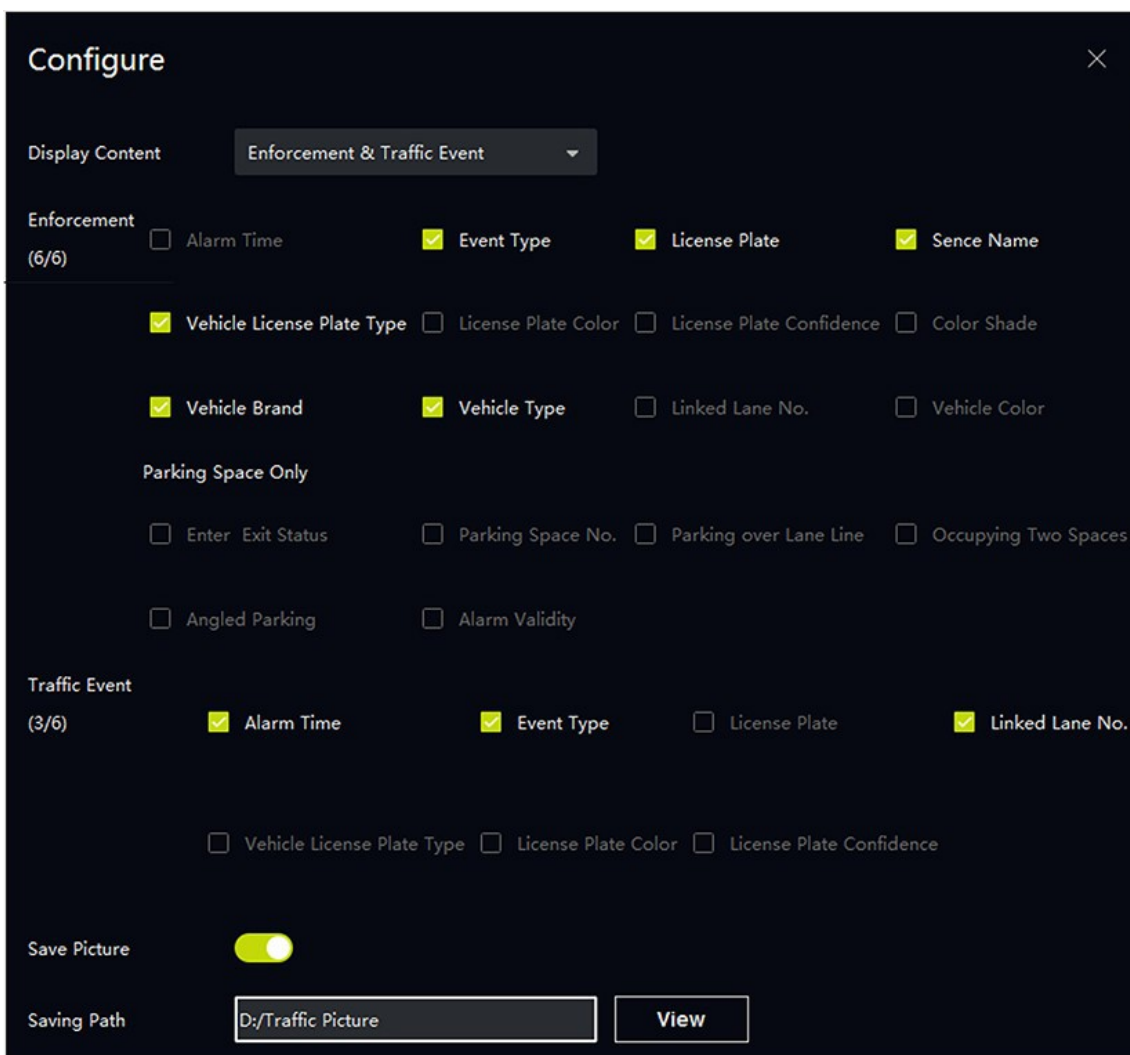 Configure
Display Content Enforcement & Traffic Event
Enforcement
(6/6)
Alarm Time Event Type License Plate Sence Name
Vehicle License Plate Type License Plate Color License Plate Confidence Color Shade
Vehicle Brand Vehicle Type Linked Lane No. Vehicle Color
Parking Space Only
Enter Exit Status Parking Space No. Parking over Lane Line Occupying Two Spaces
Angled Parking Alarm Validity
Traffic Event
(3/6) Alarm Time Event Type License Plate Linked Lane No.
Vehicle License Plate Type License Plate Color License Plate Confidence
Save Picture
Saving Path D:/Traffic Picture View